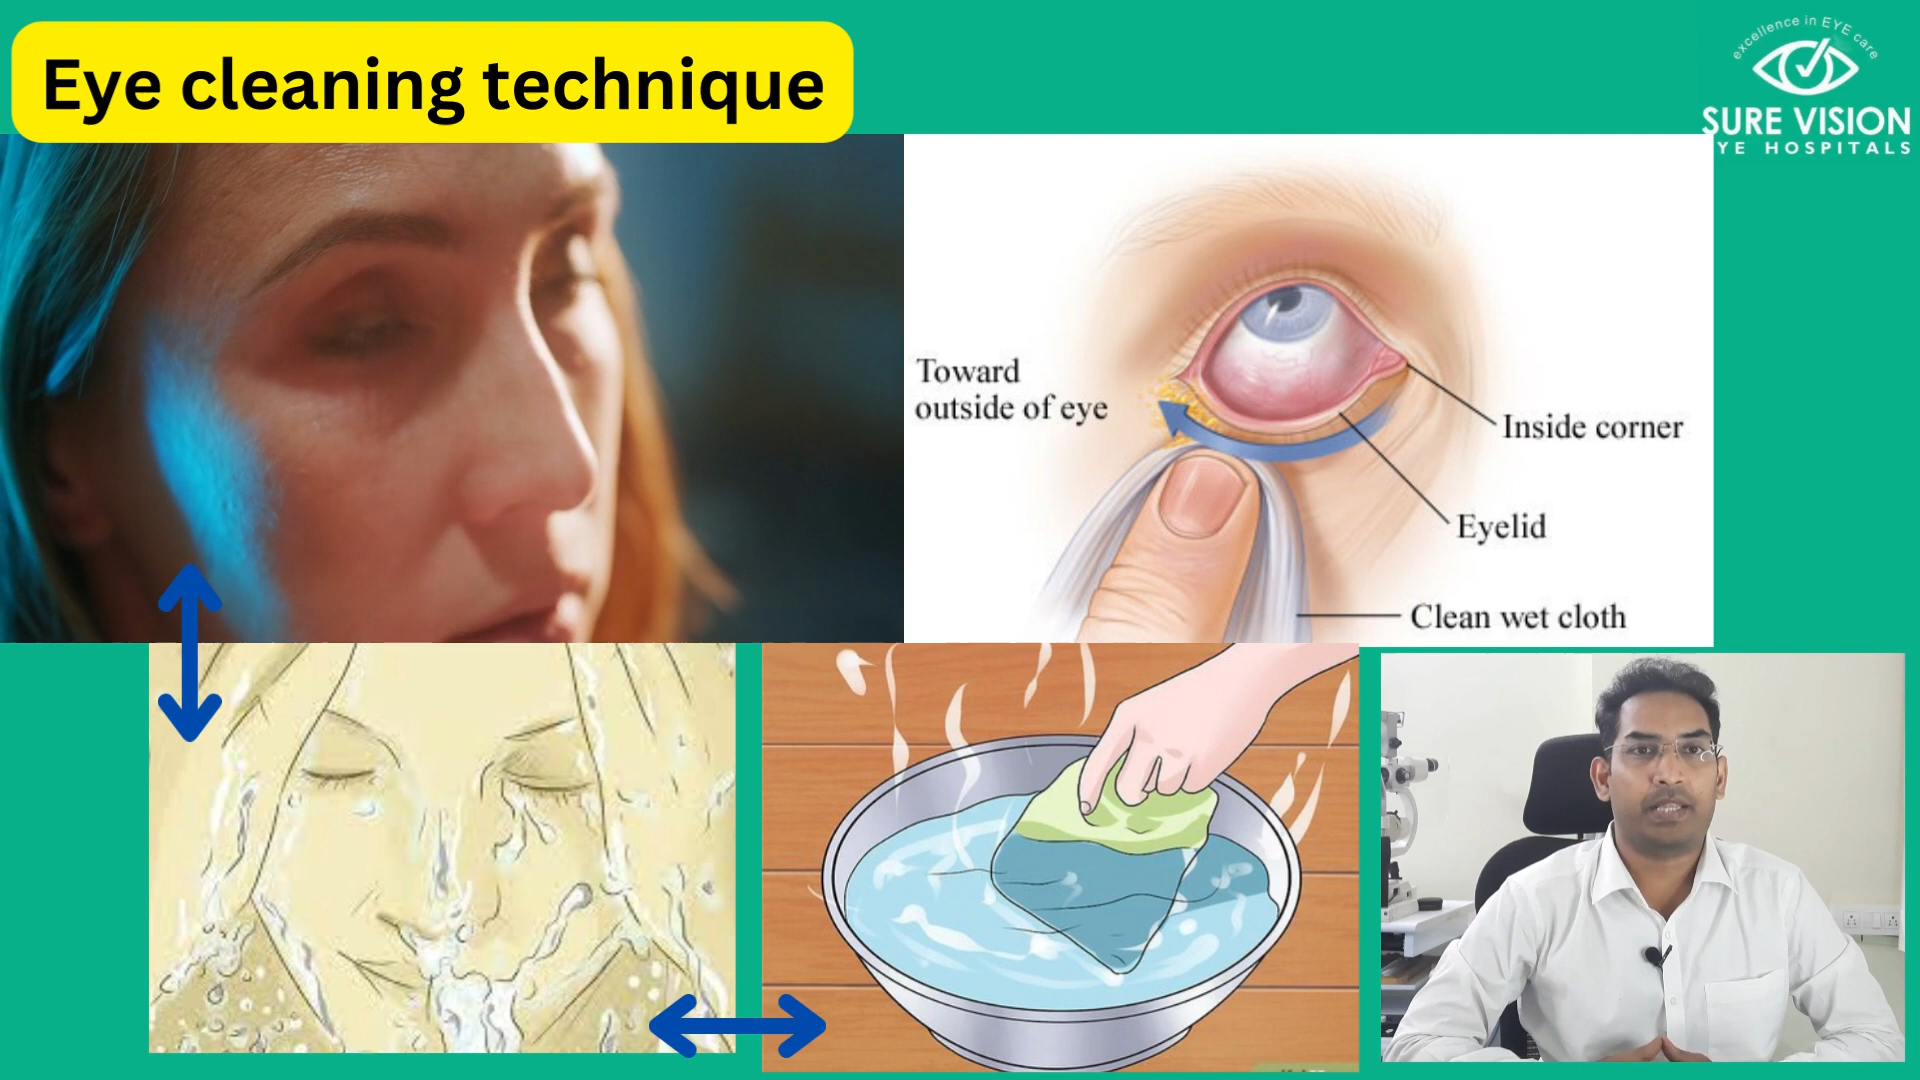 Eye cleaning technique
excellence in EYE care
SURE VISION
YE HOSPITALS
Toward
outside of eye
Inside corner
Eyelid
Clean wet cloth